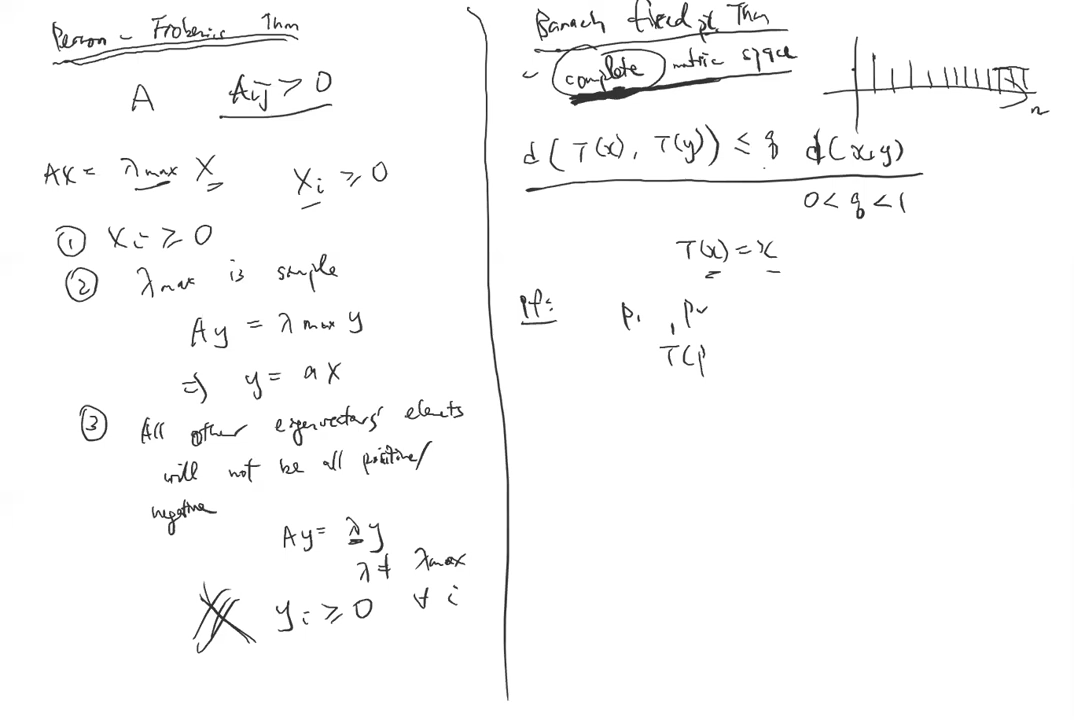 Perron - Frobenius Thm
A   Aij > 0
AX = λmax X   Xi ≥ 0
① Xi ≥ 0
② λmax is simple
Ay = λmax y
⇒ y = aX
③ All other eigenvectors' elements
will not be all positive/
negative
Ay = λy
λ ≠ λmax
yi ≥ 0 ∀ i
Banach fixed pt Thm
complete metric space
n
d(T(x), T(y)) ≤ q d(x,y)
0 < q < 1
T(x) = x
Pf:   p1 , p2
T(p